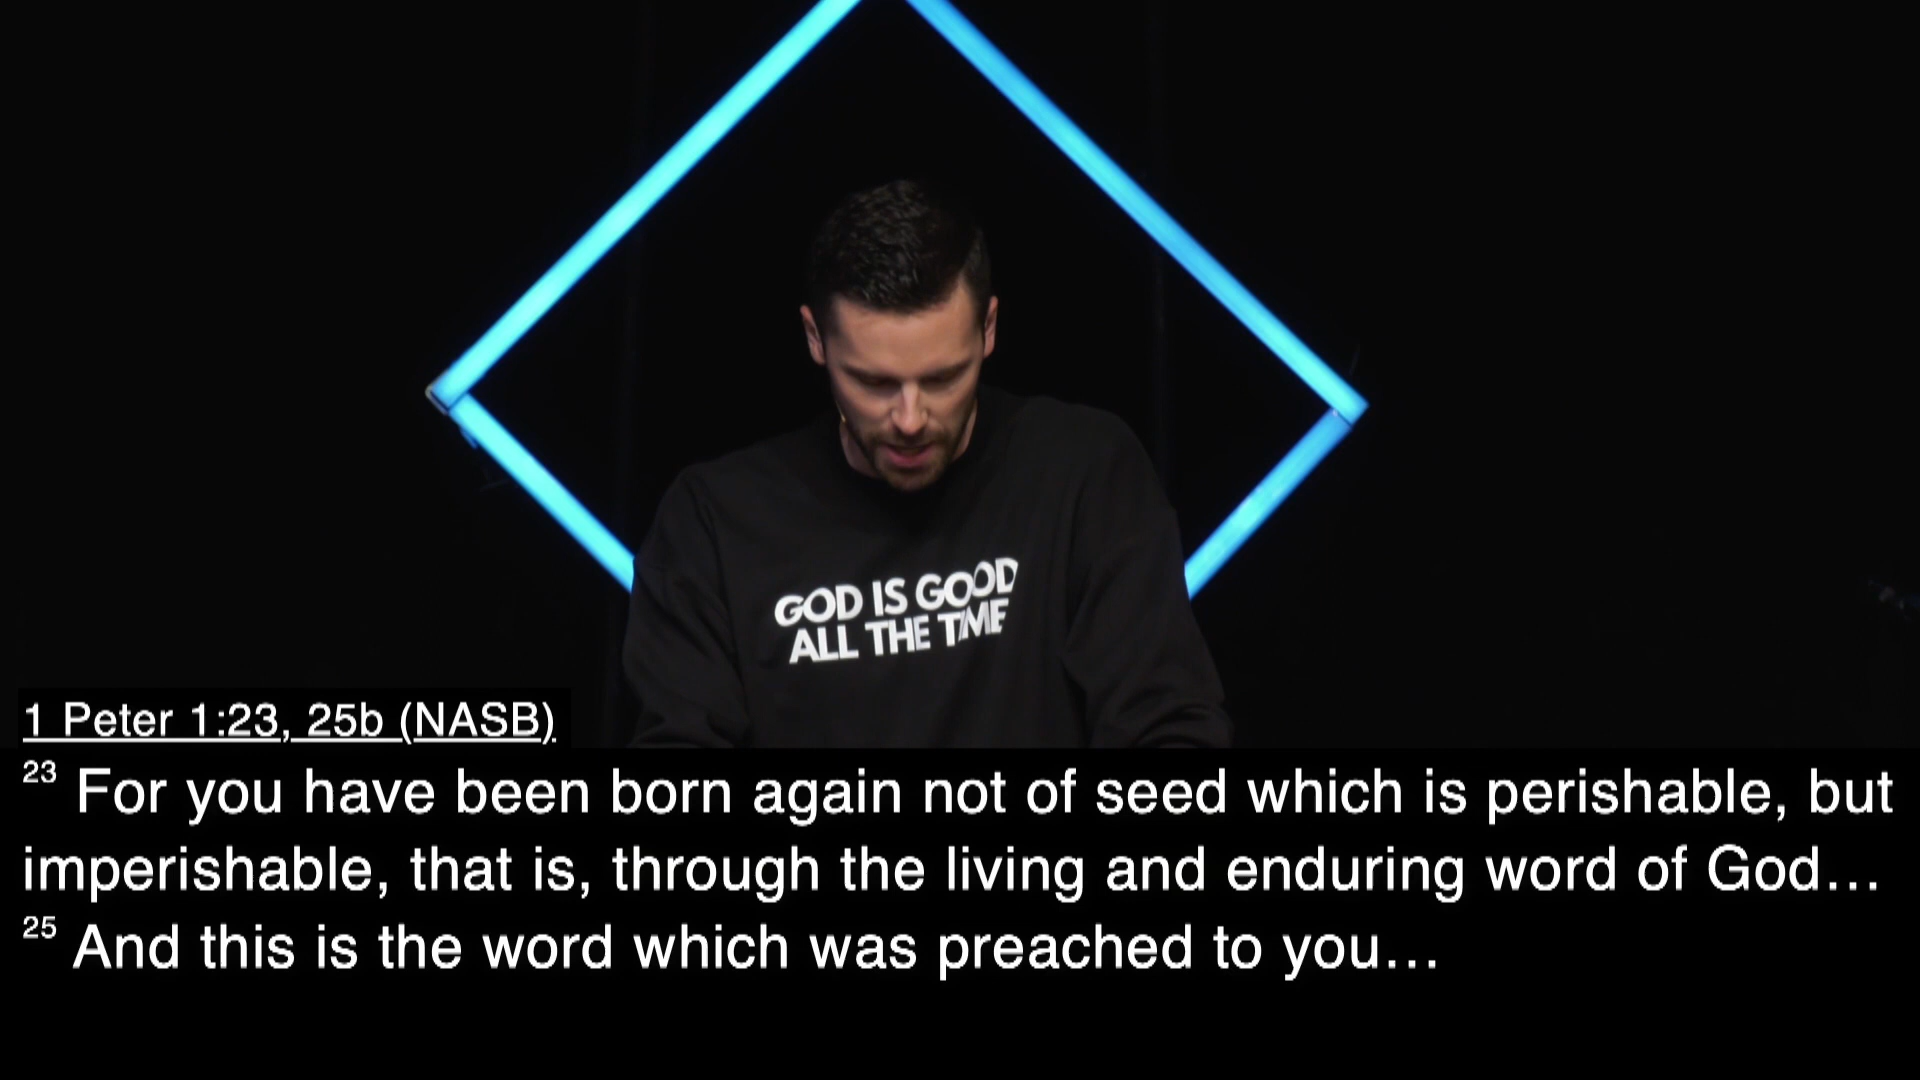 GOD IS GOOD
ALL THE TIME
1 Peter 1:23, 25b (NASB)
23 For you have been born again not of seed which is perishable, but
imperishable, that is, through the living and enduring word of God…
25 And this is the word which was preached to you…